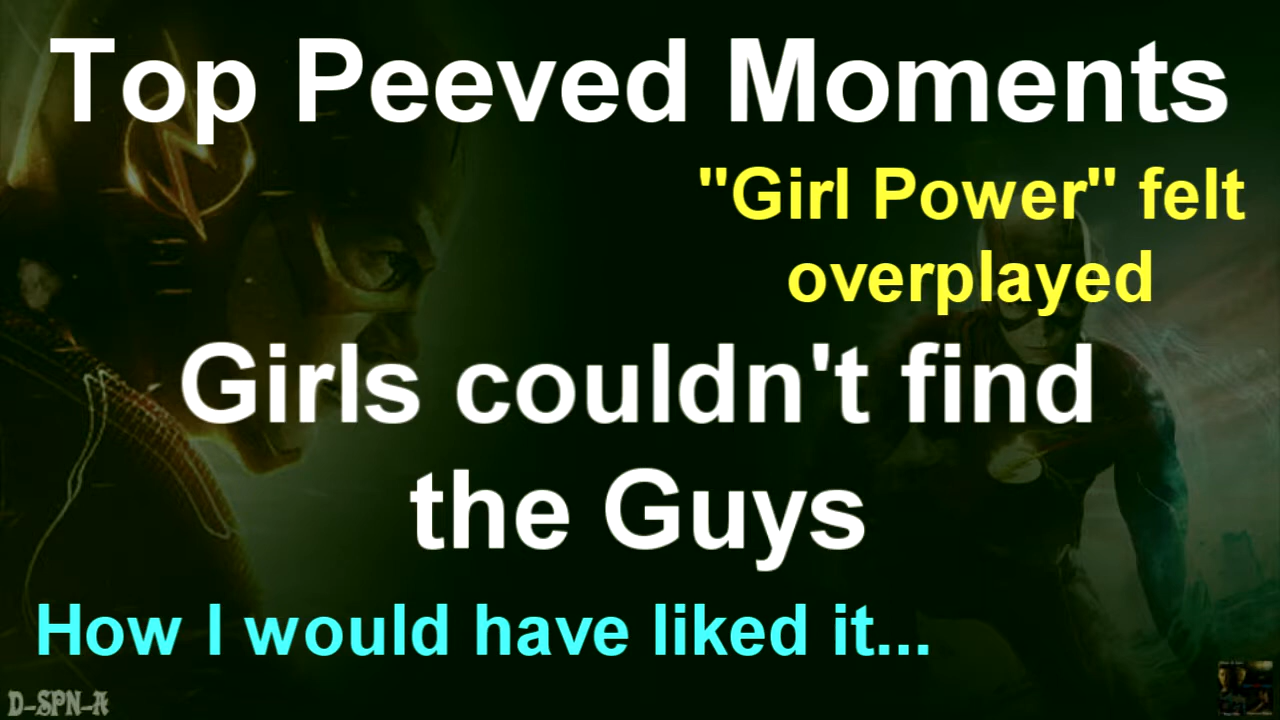 Top Peeved Moments
"Girl Power" felt
overplayed
Girls couldn't find
the Guys
How I would have liked it...
D-SPN-A